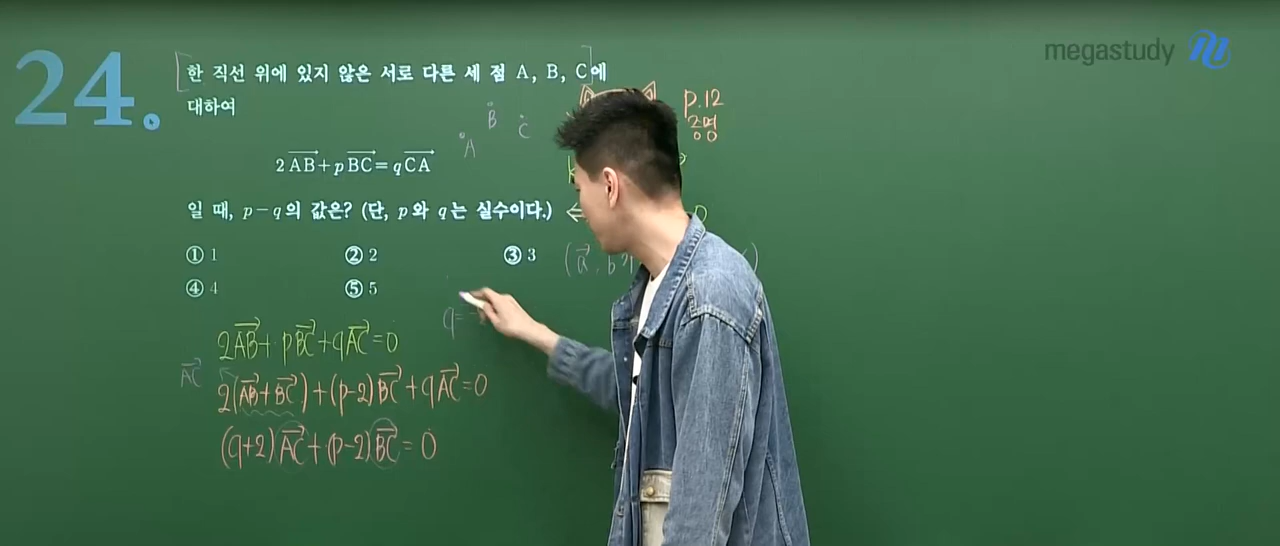 megastudy
24.
한 직선 위에 있지 않은 서로 다른 세 점 A, B, C에
대하여
B C
A
p.12
증명
2AB+pBC=qCA
일 때, p-q의 값은? (단, p와 q는 실수이다.)
① 1 ② 2 ③ 3
④ 4 ⑤ 5
q=
2AB+pBC+qAC=0
AC
2(AB+BC)+(p-2)BC+qAC=0
(q+2)AC+(p-2)BC=0